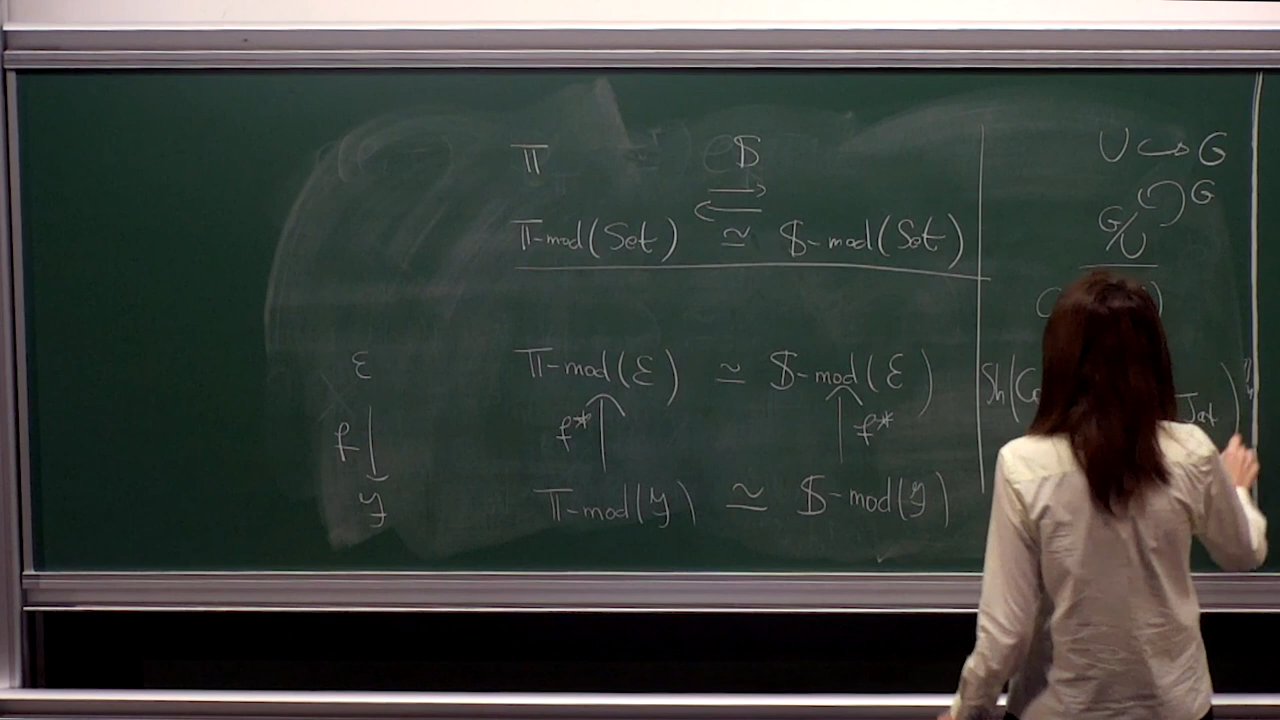 𝕋 𝕊
⇄
𝕋-mod(Set) ≃ 𝕊-mod(Set)
ℰ 𝕋-mod(ℰ) ≃ 𝕊-mod(ℰ)
f ↓ f* ↑ ↑ f*
ℱ 𝕋-mod(ℱ) ≃ 𝕊-mod(ℱ)
U ↪ G
G/U ↺ G
Sh(